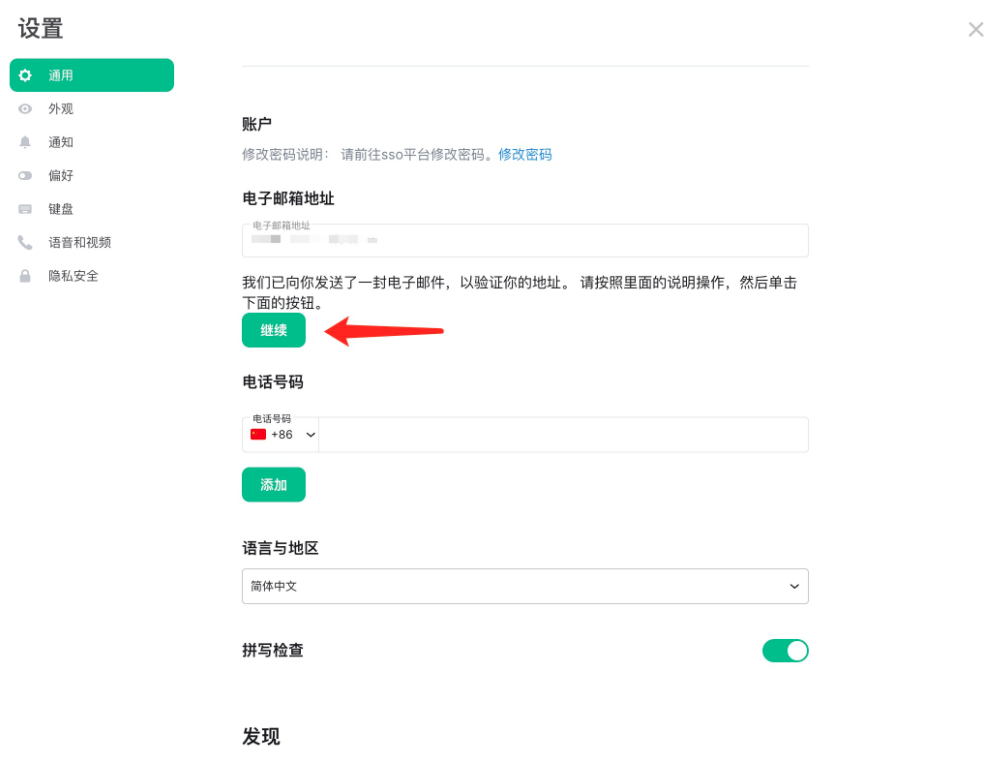 设置
通用
外观
通知
偏好
键盘
语音和视频
隐私安全
账户
修改密码说明： 请前往sso平台修改密码。修改密码
电子邮箱地址
电子邮箱地址
我们已向你发送了一封电子邮件，以验证你的地址。 请按照里面的说明操作，然后单击
下面的按钮。
继续
电话号码
电话号码
+86
添加
语言与地区
简体中文
拼写检查
发现